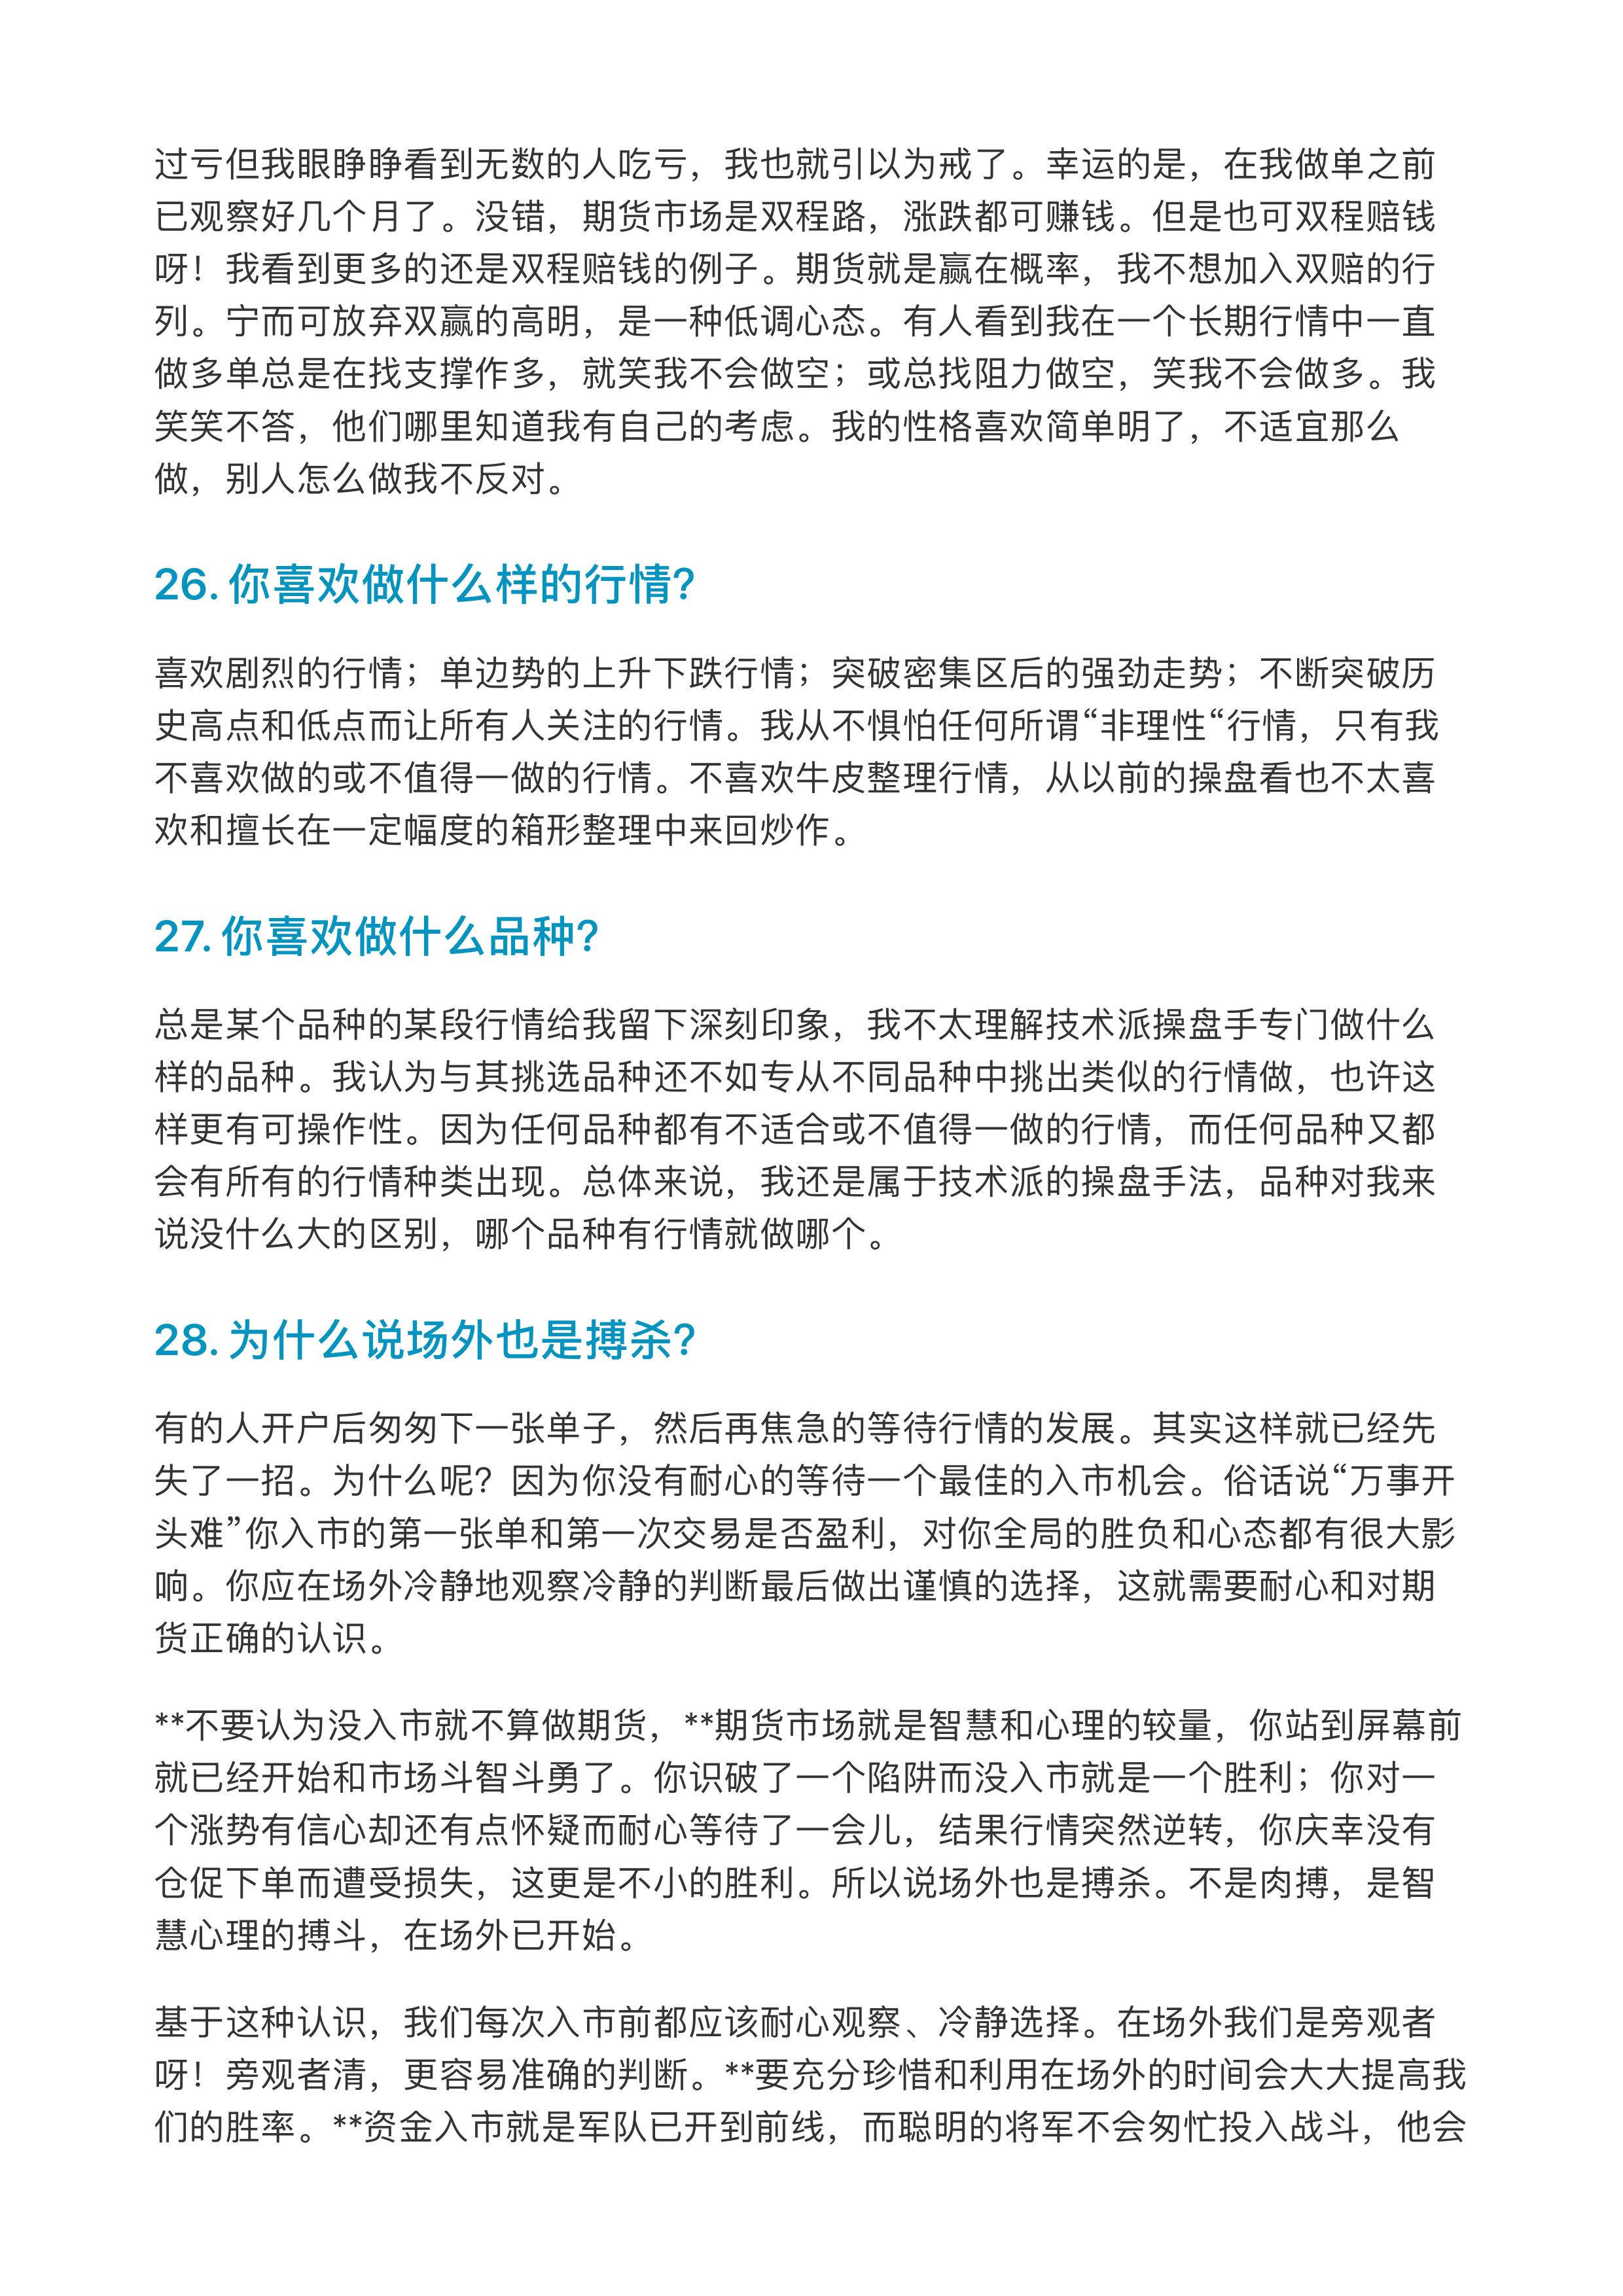 过亏但我眼睁睁看到无数的人吃亏，我也就引以为戒了。幸运的是，在我做单之前
已观察好几个月了。没错，期货市场是双程路，涨跌都可赚钱。但是也可双程赔钱
呀！我看到更多的还是双程赔钱的例子。期货就是赢在概率，我不想加入双赔的行
列。宁而可放弃双赢的高明，是一种低调心态。有人看到我在一个长期行情中一直
做多单总是在找支撑作多，就笑我不会做空；或总找阻力做空，笑我不会做多。我
笑笑不答，他们哪里知道我有自己的考虑。我的性格喜欢简单明了，不适宜那么
做，别人怎么做我不反对。
26. 你喜欢做什么样的行情?
喜欢剧烈的行情；单边势的上升下跌行情；突破密集区后的强劲走势；不断突破历
史高点和低点而让所有人关注的行情。我从不惧怕任何所谓“非理性“行情，只有我
不喜欢做的或不值得一做的行情。不喜欢牛皮整理行情，从以前的操盘看也不太喜
欢和擅长在一定幅度的箱形整理中来回炒作。
27. 你喜欢做什么品种?
总是某个品种的某段行情给我留下深刻印象，我不太理解技术派操盘手专门做什么
样的品种。我认为与其挑选品种还不如专从不同品种中挑出类似的行情做，也许这
样更有可操作性。因为任何品种都有不适合或不值得一做的行情，而任何品种又都
会有所有的行情种类出现。总体来说，我还是属于技术派的操盘手法，品种对我来
说没什么大的区别，哪个品种有行情就做哪个。
28. 为什么说场外也是搏杀?
有的人开户后匆匆下一张单子，然后再焦急的等待行情的发展。其实这样就已经先
失了一招。为什么呢？因为你没有耐心的等待一个最佳的入市机会。俗话说“万事开
头难”你入市的第一张单和第一次交易是否盈利，对你全局的胜负和心态都有很大影
响。你应在场外冷静地观察冷静的判断最后做出谨慎的选择，这就需要耐心和对期
货正确的认识。
**不要认为没入市就不算做期货，**期货市场就是智慧和心理的较量，你站到屏幕前
就已经开始和市场斗智斗勇了。你识破了一个陷阱而没入市就是一个胜利；你对一
个涨势有信心却还有点怀疑而耐心等待了一会儿，结果行情突然逆转，你庆幸没有
仓促下单而遭受损失，这更是不小的胜利。所以说场外也是搏杀。不是肉搏，是智
慧心理的搏斗，在场外已开始。
基于这种认识，我们每次入市前都应该耐心观察、冷静选择。在场外我们是旁观者
呀！旁观者清，更容易准确的判断。**要充分珍惜和利用在场外的时间会大大提高我
们的胜率。**资金入市就是军队已开到前线，而聪明的将军不会匆忙投入战斗，他会